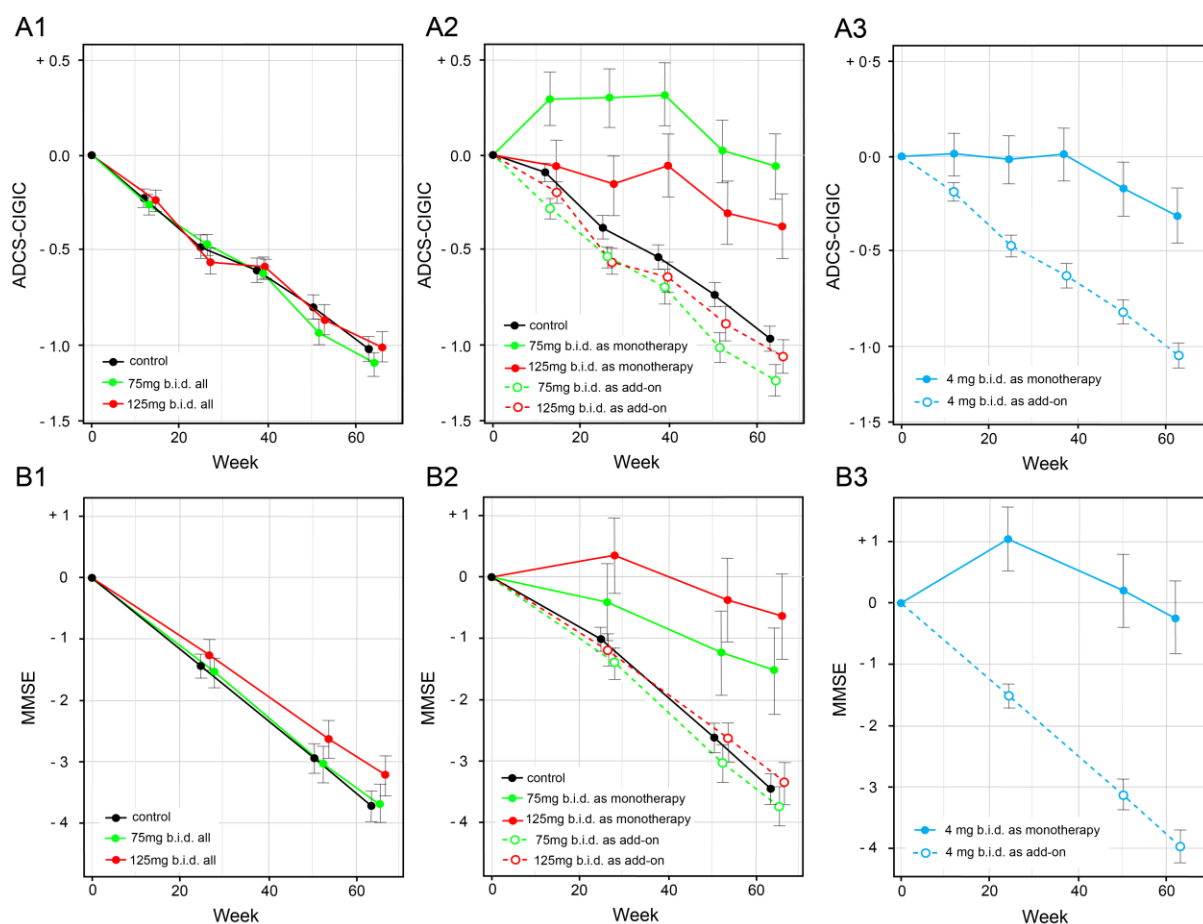 A1
+ 0.5
0.0
- 0.5
- 1.0
- 1.5
ADCS-CIGIC
control
75mg b.i.d. all
125mg b.i.d. all
0
20
40
60
Week
A2
+ 0.5
0.0
- 0.5
- 1.0
- 1.5
ADCS-CIGIC
control
75mg b.i.d. as monotherapy
125mg b.i.d. as monotherapy
75mg b.i.d. as add-on
125mg b.i.d. as add-on
0
20
40
60
Week
A3
+ 0·5
0·0
- 0·5
- 1·0
- 1·5
ADCS-CIGIC
4 mg b.i.d. as monotherapy
4 mg b.i.d. as add-on
0
20
40
60
Week
B1
+ 1
0
- 1
- 2
- 3
- 4
MMSE
control
75mg b.i.d. all
125mg b.i.d. all
0
20
40
60
Week
B2
+ 1
0
- 1
- 2
- 3
- 4
MMSE
control
75mg b.i.d. as monotherapy
125mg b.i.d. as monotherapy
75mg b.i.d. as add-on
125mg b.i.d. as add-on
0
20
40
60
Week
B3
+ 1
0
- 1
- 2
- 3
- 4
MMSE
4 mg b.i.d. as monotherapy
4 mg b.i.d. as add-on
0
20
40
60
Week